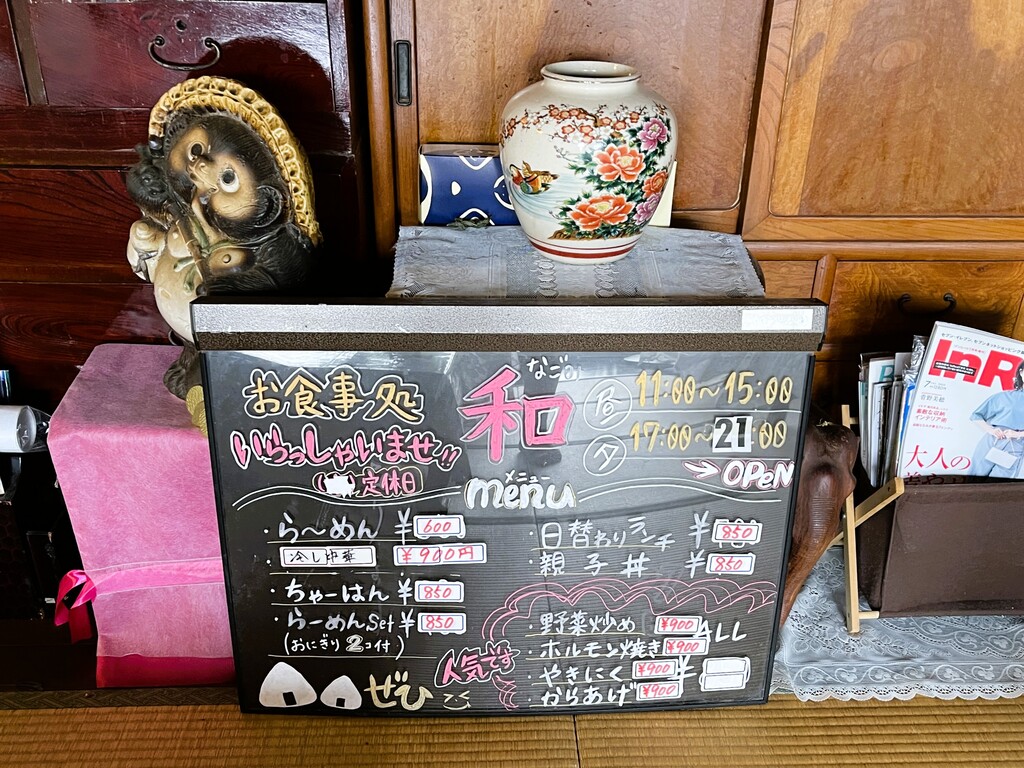 お食事処
いらっしゃいませ!!
定休日
なごみ
和
昼 11:00～15:00
夕 17:00～21:00
→OPEN
メニュー
menu
・ら～めん ¥600
・冷し中華 ¥900円
・ちゃーはん ¥850
・らーめんSet ¥850
(おにぎり2コ付)
ぜひ
・日替わりランチ ¥850
・親子丼 ¥850
人気です
・野菜炒め ¥900
・ホルモン焼き ¥900
・やきにく ¥900
・からあげ ¥900
ALL ¥
InR
7
大人の